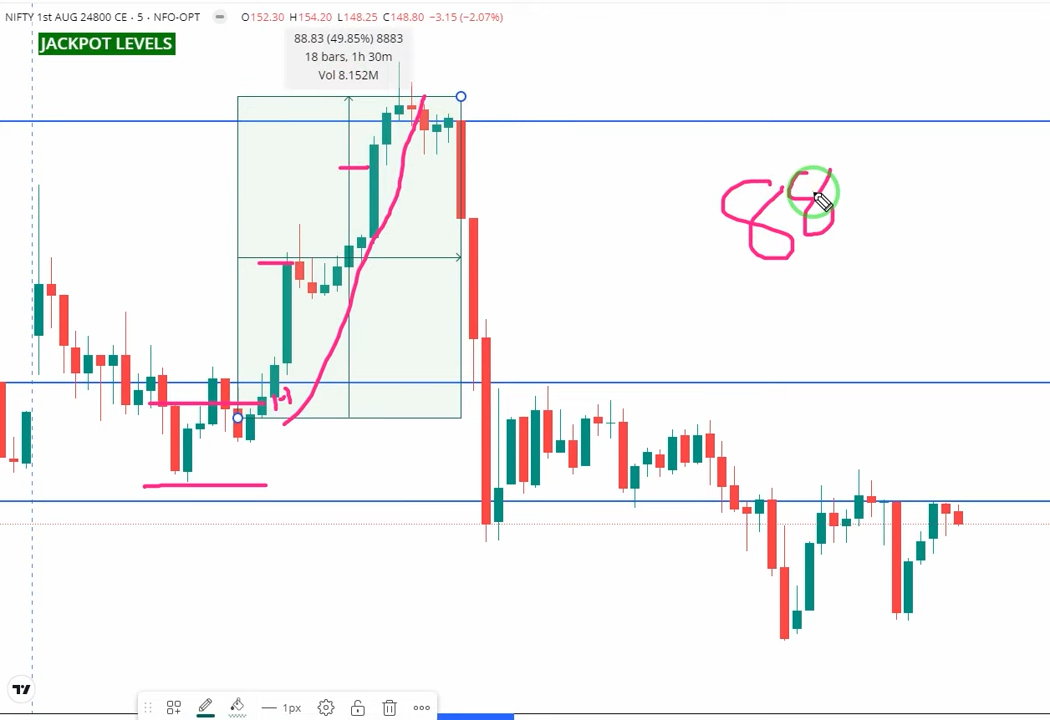 NIFTY 1st AUG 24800 CE · 5 · NFO-OPT O152.30 H154.20 L148.25 C148.80 −3.15 (−2.07%)
JACKPOT LEVELS
88.83 (49.85%) 8883
18 bars, 1h 30m
Vol 8.152M
88
1px